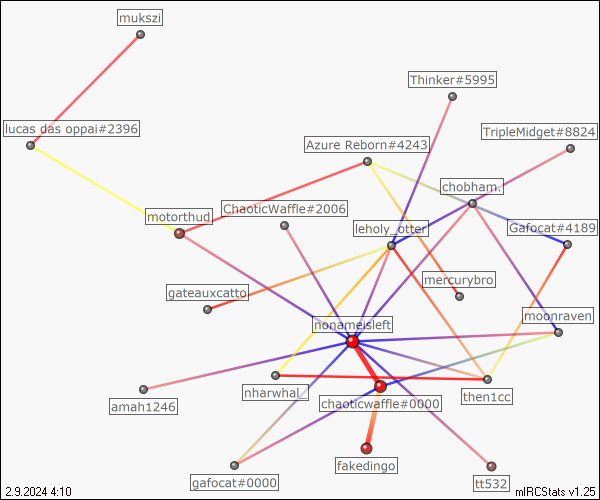 mukszi
Thinker#5995
lucas das oppai#2396
TripleMidget#8824
Azure Reborn#4243
chobham.
ChaoticWaffle#2006
motorthud_
leholy_otter
Gafocat#4189
mercurybro
gateauxcatto
moonraven
nonameisleft
nharwhal_
then1cc
chaoticwaffle#0000
amah1246
fakedingo
gafocat#0000
tt532
2.9.2024 4:10
mIRCStats v1.25